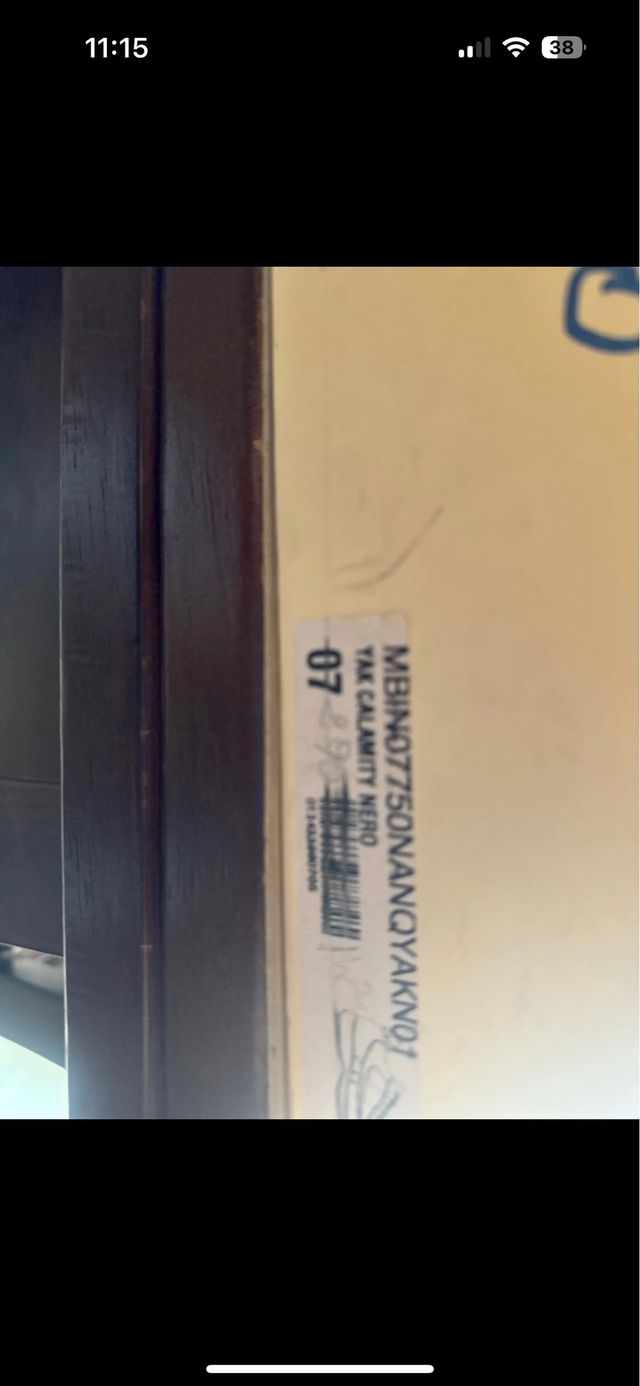 11:15
38
MBIN07750NANQYAKN01
YAK CALAMITY NERO
07